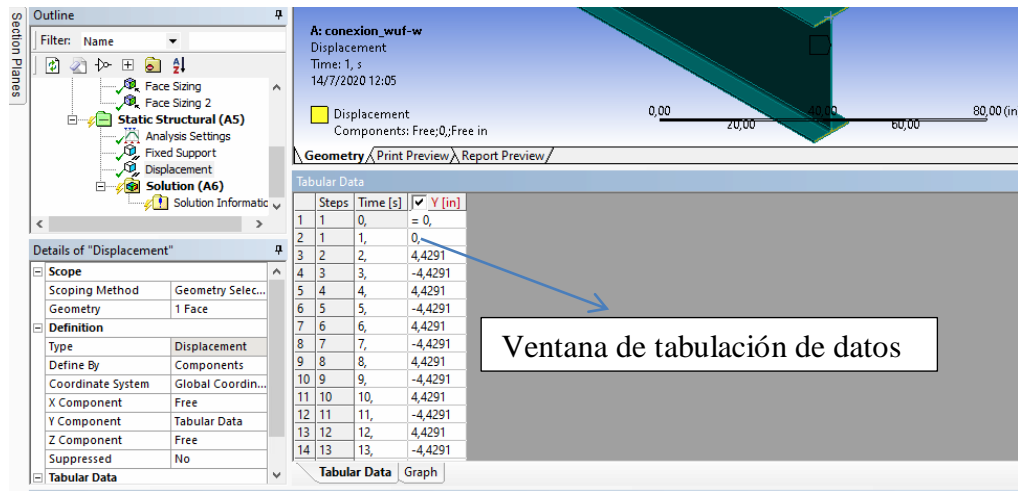 Section Planes
Outline
Filter: Name
Face Sizing
Face Sizing 2
Static Structural (A5)
Analysis Settings
Fixed Support
Displacement
Solution (A6)
Solution Informatic
Details of "Displacement"
Scope
Scoping Method Geometry Selec...
Geometry 1 Face
Definition
Type Displacement
Define By Components
Coordinate System Global Coordin...
X Component Free
Y Component Tabular Data
Z Component Free
Suppressed No
Tabular Data
A: conexion_wuf-w
Displacement
Time: 1, s
14/7/2020 12:05
Displacement
Components: Free;0,;Free in
0,00 40,00 80,00 (in
20,00 60,00
Geometry Print Preview Report Preview
Tabular Data
Steps Time [s] Y [in]
1 1 0, = 0,
2 1 1, 0,
3 2 2, 4,4291
4 3 3, -4,4291
5 4 4, 4,4291
6 5 5, -4,4291
7 6 6, 4,4291
8 7 7, -4,4291
9 8 8, 4,4291
10 9 9, -4,4291
11 10 10, 4,4291
12 11 11, -4,4291
13 12 12, 4,4291
14 13 13, -4,4291
Ventana de tabulación de datos
Tabular Data Graph